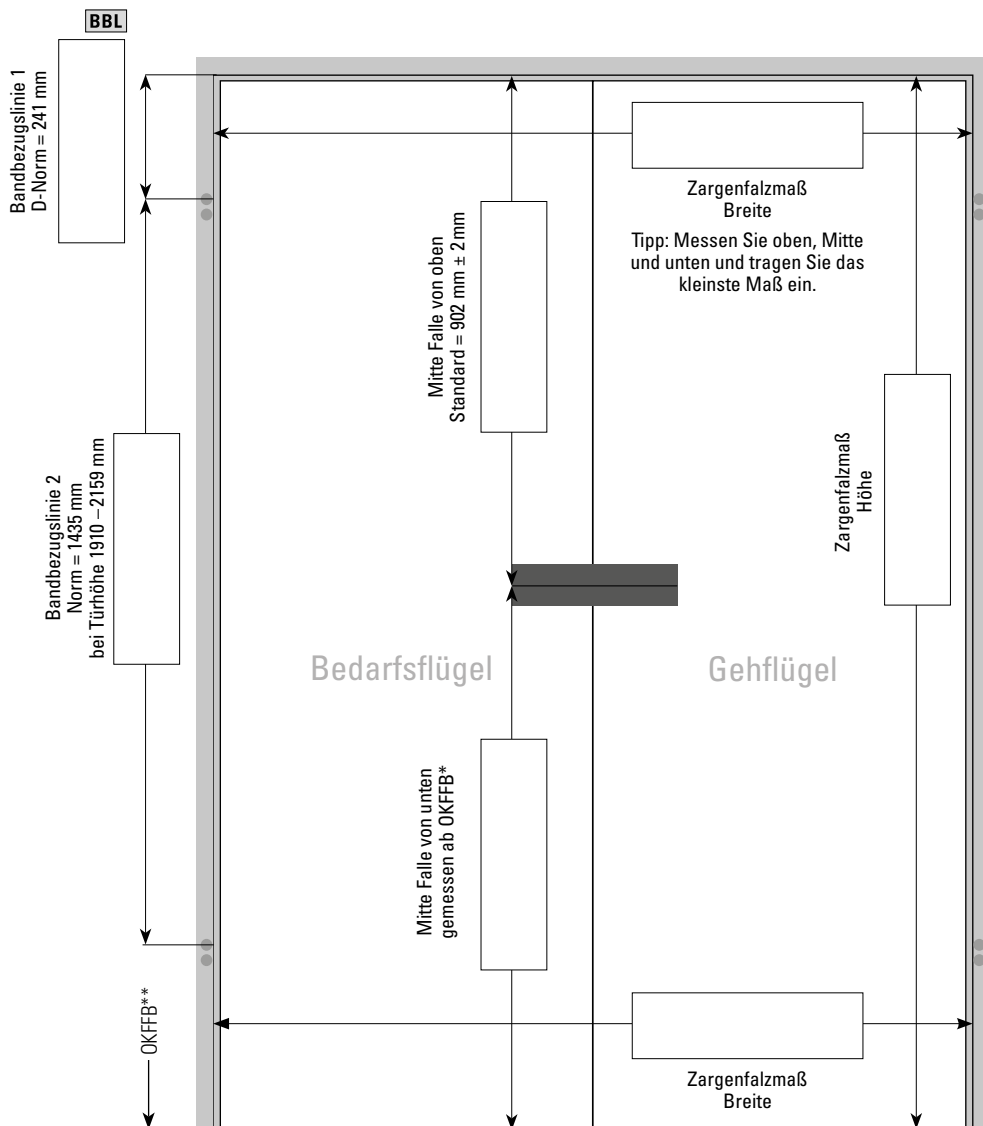 BBL
Bandbezugslinie 1
D-Norm = 241 mm
Zargenfalzmaß
Breite
Tipp: Messen Sie oben, Mitte
und unten und tragen Sie das
kleinste Maß ein.
Mitte Falle von oben
Standard = 902 mm ± 2 mm
Bandbezugslinie 2
Norm = 1435 mm
bei Türhöhe 1910 – 2159 mm
Zargenfalzmaß
Höhe
Bedarfsflügel
Gehflügel
Mitte Falle von unten
gemessen ab OKFFB*
OKFFB**
Zargenfalzmaß
Breite